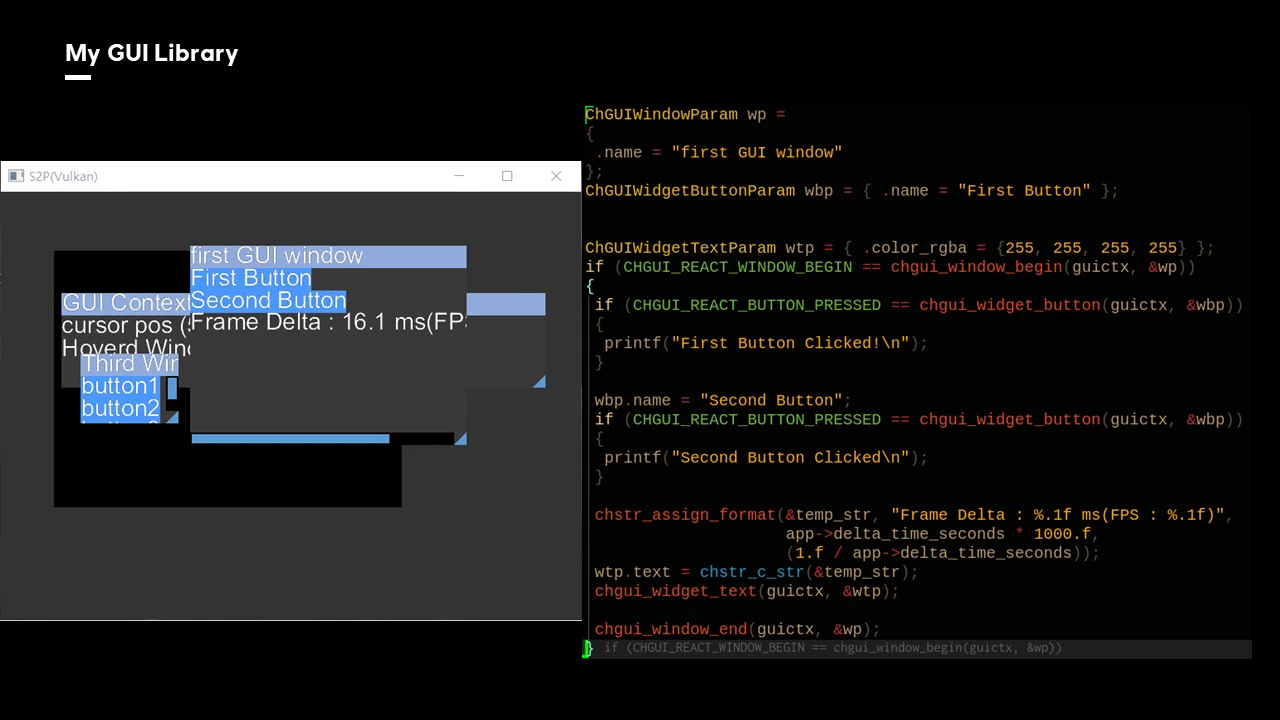 My GUI Library
S2P(Vulkan)
first GUI window
First Button
Second Button
Frame Delta : 16.1 ms(FPS
GUI Context
cursor pos (
Hoverd Wind
Third Win
button1
button2
ChGUIWindowParam wp =
{
.name = "first GUI window"
};
ChGUIWidgetButtonParam wbp = { .name = "First Button" };
ChGUIWidgetTextParam wtp = { .color_rgba = {255, 255, 255, 255} };
if (CHGUI_REACT_WINDOW_BEGIN == chgui_window_begin(guictx, &wp))
{
if (CHGUI_REACT_BUTTON_PRESSED == chgui_widget_button(guictx, &wbp))
{
printf("First Button Clicked!\n");
}
wbp.name = "Second Button";
if (CHGUI_REACT_BUTTON_PRESSED == chgui_widget_button(guictx, &wbp))
{
printf("Second Button Clicked\n");
}
chstr_assign_format(&temp_str, "Frame Delta : %.1f ms(FPS : %.1f)",
app->delta_time_seconds * 1000.f,
(1.f / app->delta_time_seconds));
wtp.text = chstr_c_str(&temp_str);
chgui_widget_text(guictx, &wtp);
chgui_window_end(guictx, &wp);
} if (CHGUI_REACT_WINDOW_BEGIN == chgui_window_begin(guictx, &wp))